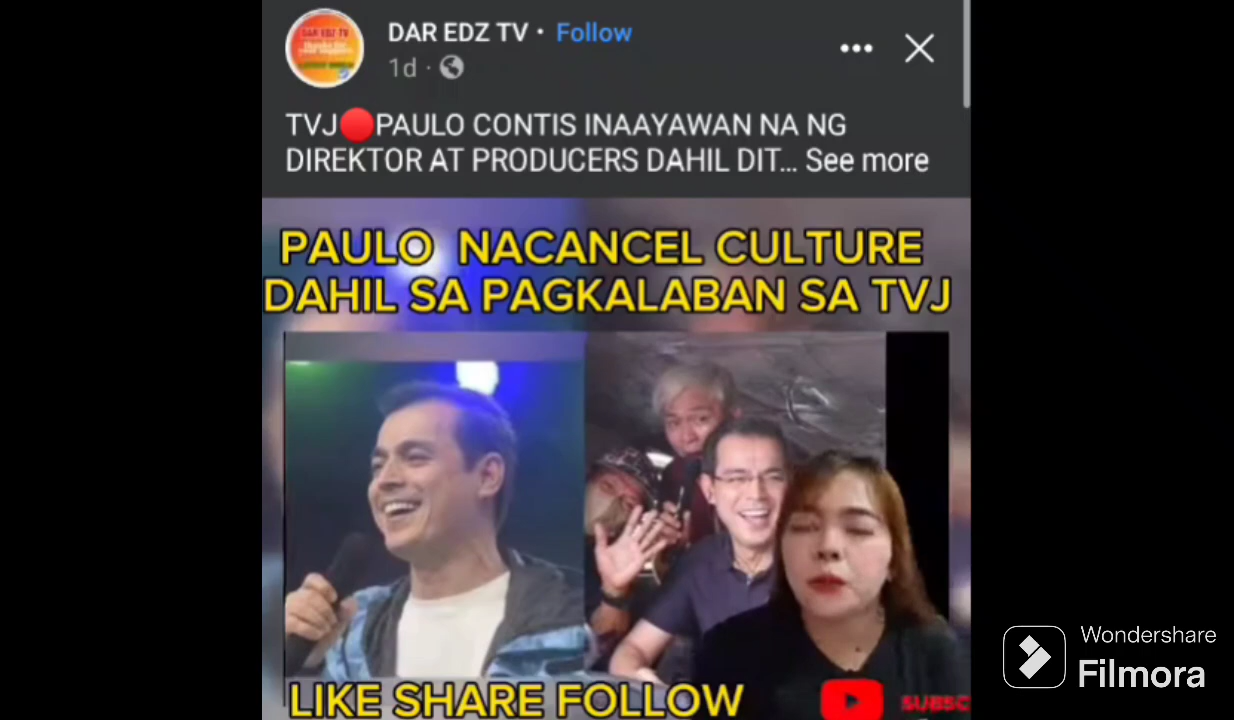 DAR EDZ TV · Follow
1d ·
TVJ🔴PAULO CONTIS INAAYAWAN NA NG
DIREKTOR AT PRODUCERS DAHIL DIT... See more
PAULO NACANCEL CULTURE
DAHIL SA PAGKALABAN SA TVJ
LIKE SHARE FOLLOW
SUBSC
Wondershare
Filmora